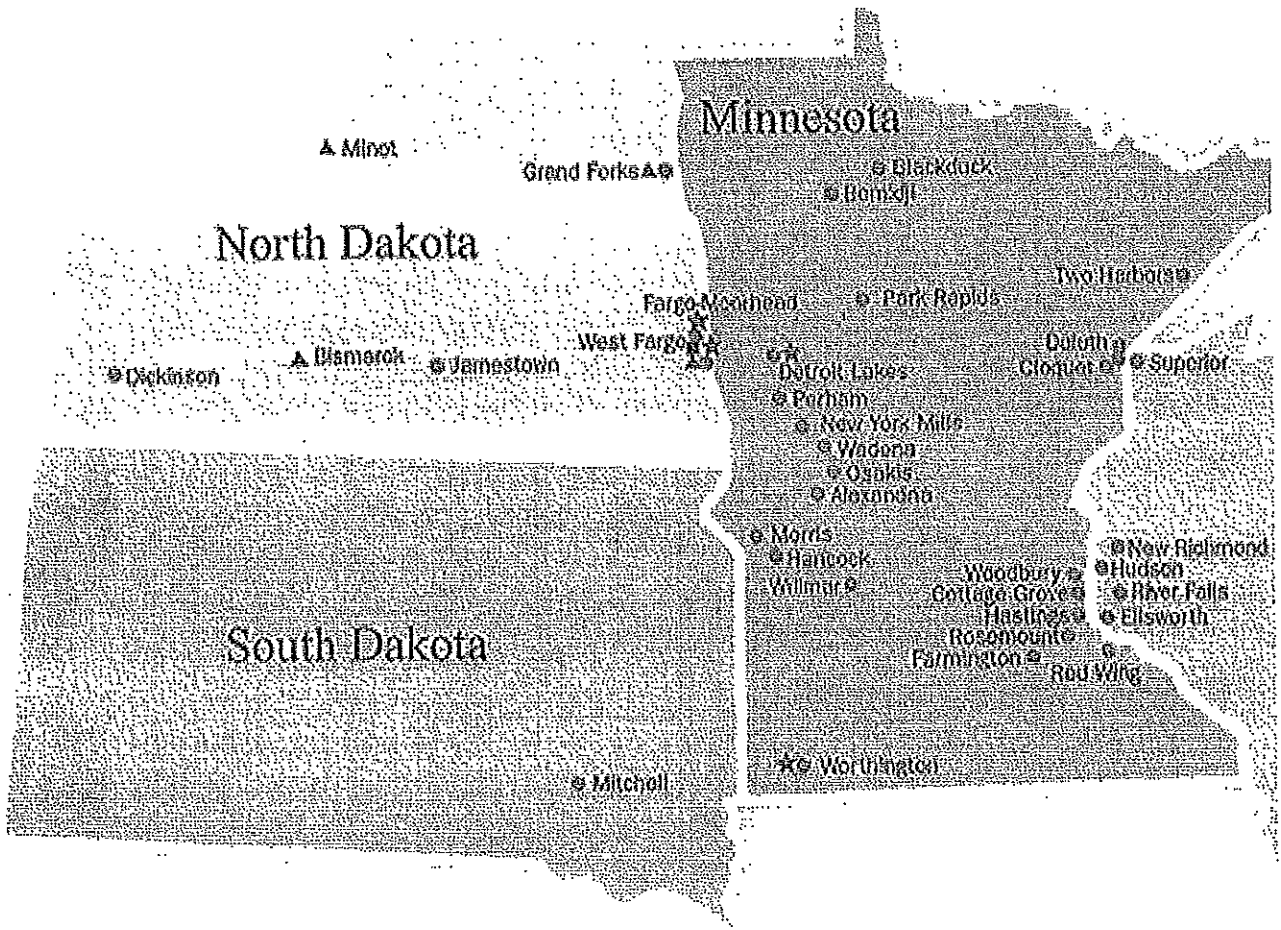 Minnesota
Minot
Grand Forks
Blackduck
Bemidji
North Dakota
Two Harbors
Fargo Moorhead
Park Rapids
West Fargo
Duluth
Bismarck
Jamestown
Cloquet
Superior
Dickinson
Detroit Lakes
Perham
New York Mills
Wadena
Osakis
Alexandria
Morris
New Richmond
Hancock
Hudson
Woodbury
Willmar
Cottage Grove
River Falls
Hastings
Ellsworth
South Dakota
Rosemount
Farmington
Red Wing
Worthington
Mitchell